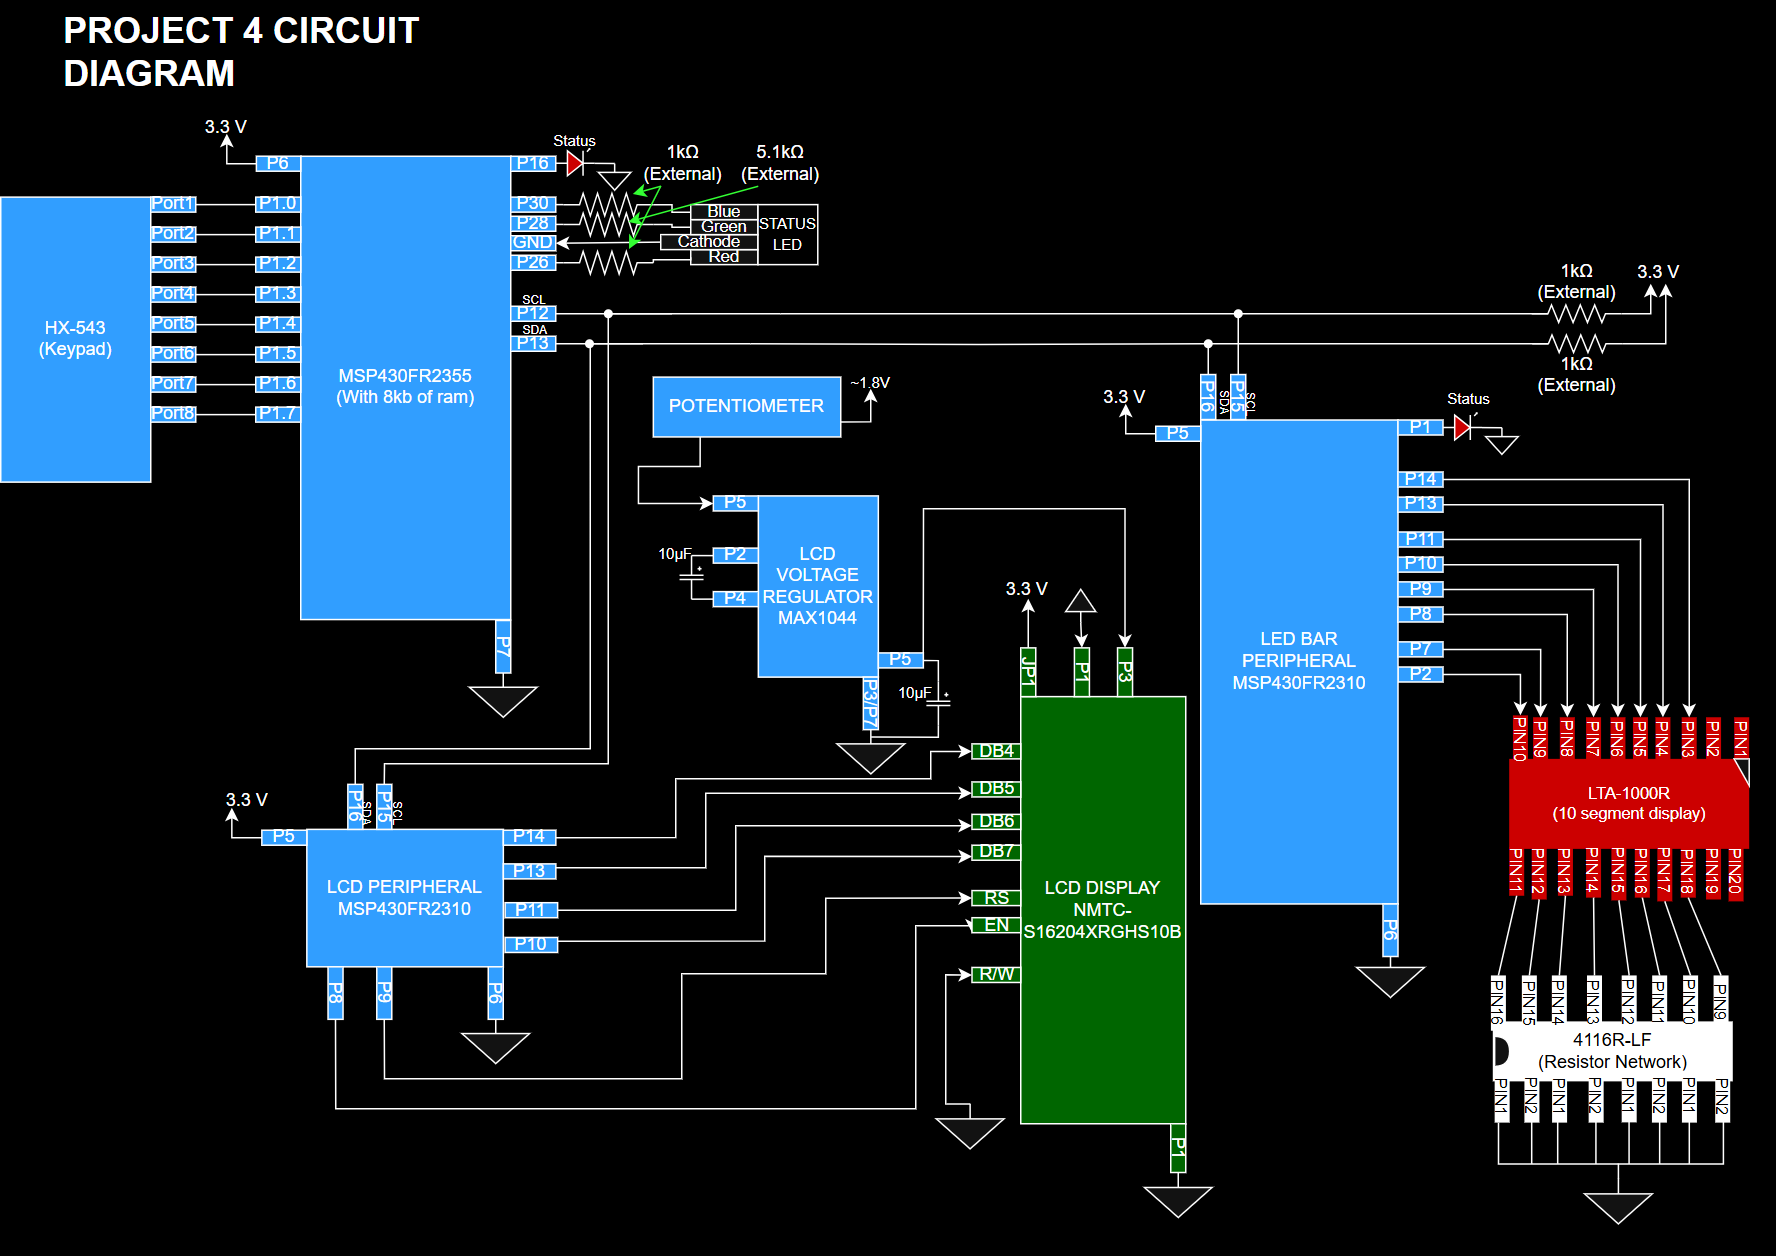 PROJECT 4 CIRCUIT
DIAGRAM
3.3 V
P6
HX-543
(Keypad)
Port1
Port2
Port3
Port4
Port5
Port6
Port7
Port8
P1.0
P1.1
P1.2
P1.3
P1.4
P1.5
P1.6
P1.7
MSP430FR2355
(With 8kb of ram)
P16
P30
P28
GND
P26
SCL
P12
SDA
P13
P7
Status
1kΩ
(External)
5.1kΩ
(External)
Blue
Green
Cathode
Red
STATUS
LED
1kΩ
(External)
3.3 V
1kΩ
(External)
POTENTIOMETER
~1.8V
P5
P2
P4
10µF
LCD
VOLTAGE
REGULATOR
MAX1044
P5
P3/P7
10µF
3.3 V
P5
P16
SDA
P15
SCL
LED BAR
PERIPHERAL
MSP430FR2310
P1
P14
P13
P11
P10
P9
P8
P7
P2
P6
Status
3.3 V
JP1
P1
P3
DB4
DB5
DB6
DB7
RS
EN
R/W
LCD DISPLAY
NMTC-
S16204XRGHS10B
P1
3.3 V
P5
P16
SDA
P15
SCL
LCD PERIPHERAL
MSP430FR2310
P14
P13
P11
P10
P8
P9
P6
PIN10
PIN9
PIN8
PIN7
PIN6
PIN5
PIN4
PIN3
PIN2
PIN1
LTA-1000R
(10 segment display)
PIN11
PIN12
PIN13
PIN14
PIN15
PIN16
PIN17
PIN18
PIN19
PIN20
PIN16
PIN15
PIN14
PIN13
PIN12
PIN11
PIN10
PIN9
4116R-LF
(Resistor Network)
PIN1
PIN2
PIN1
PIN2
PIN1
PIN2
PIN1
PIN2